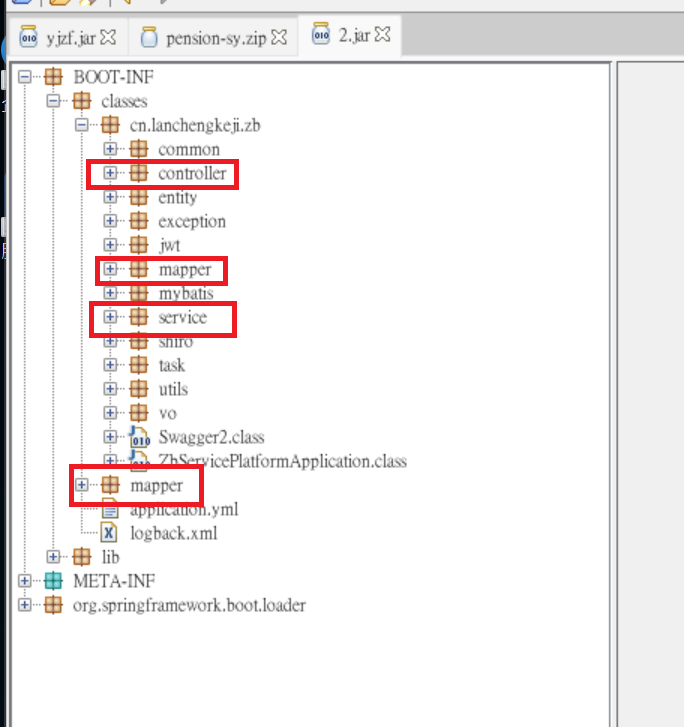 yjzf.jar pension-sy.zip 2.jar
BOOT-INF
classes
cn.lanchengkeji.zb
common
controller
entity
exception
jwt
mapper
mybatis
service
shiro
task
utils
vo
Swagger2.class
ZbServicePlatformApplication.class
mapper
application.yml
logback.xml
lib
META-INF
org.springframework.boot.loader